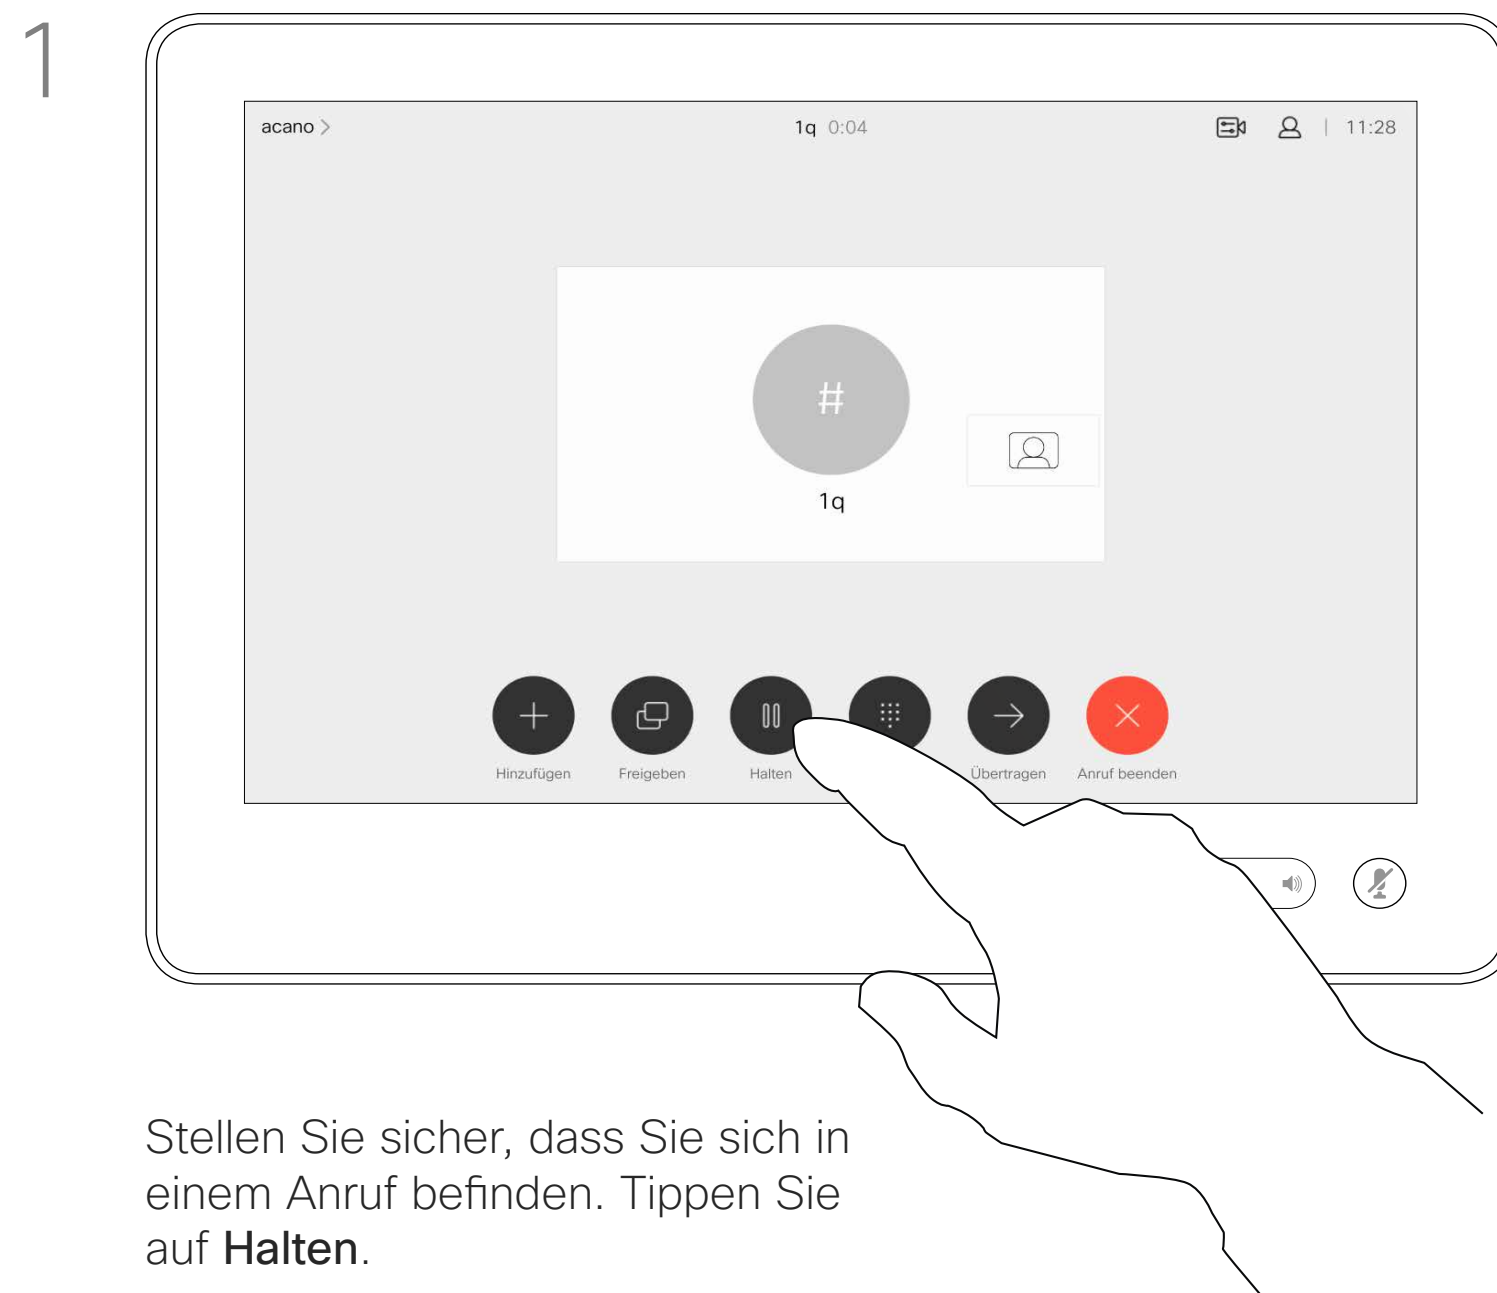 1
acano
1q 0:04
11:28
#
1q
Hinzufügen
Freigeben
Halten
Übertragen
Anruf beenden
Stellen Sie sicher, dass Sie sich in
einem Anruf befinden. Tippen Sie
auf Halten.